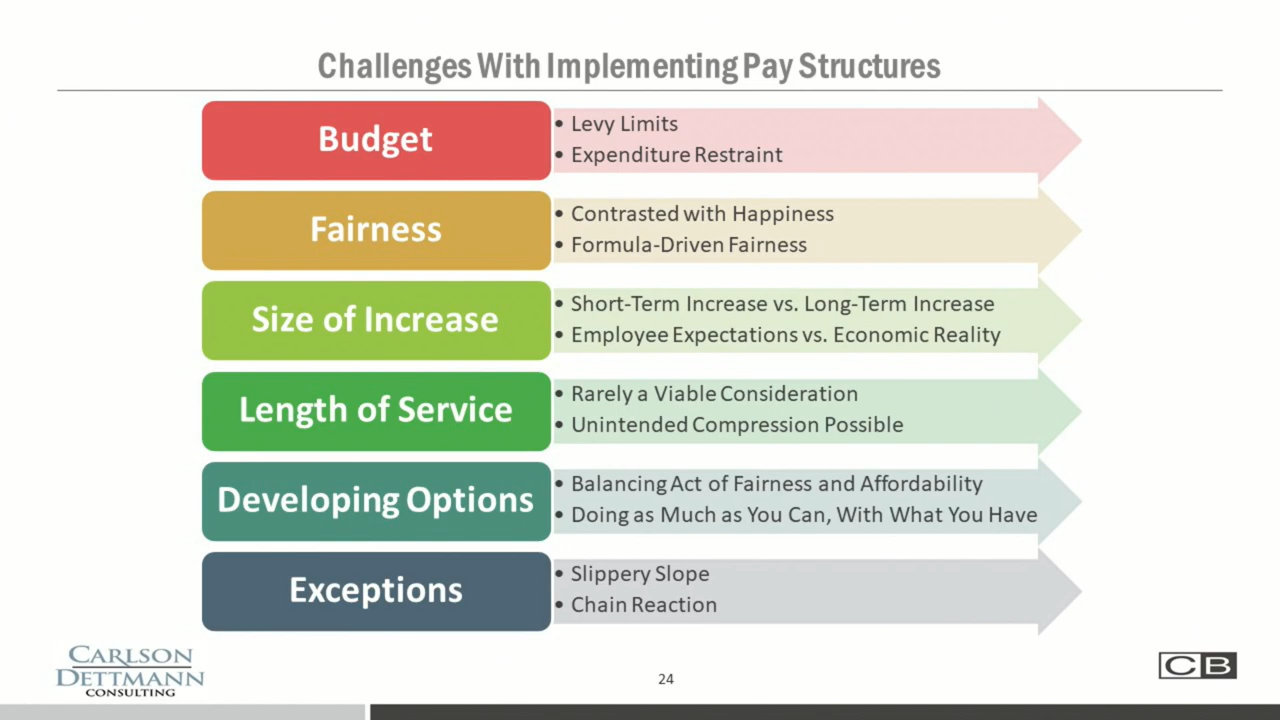 Challenges With Implementing Pay Structures
Budget
• Levy Limits
• Expenditure Restraint
Fairness
• Contrasted with Happiness
• Formula-Driven Fairness
Size of Increase
• Short-Term Increase vs. Long-Term Increase
• Employee Expectations vs. Economic Reality
Length of Service
• Rarely a Viable Consideration
• Unintended Compression Possible
Developing Options
• Balancing Act of Fairness and Affordability
• Doing as Much as You Can, With What You Have
Exceptions
• Slippery Slope
• Chain Reaction
CARLSON
DETTMANN
CONSULTING
24
CB